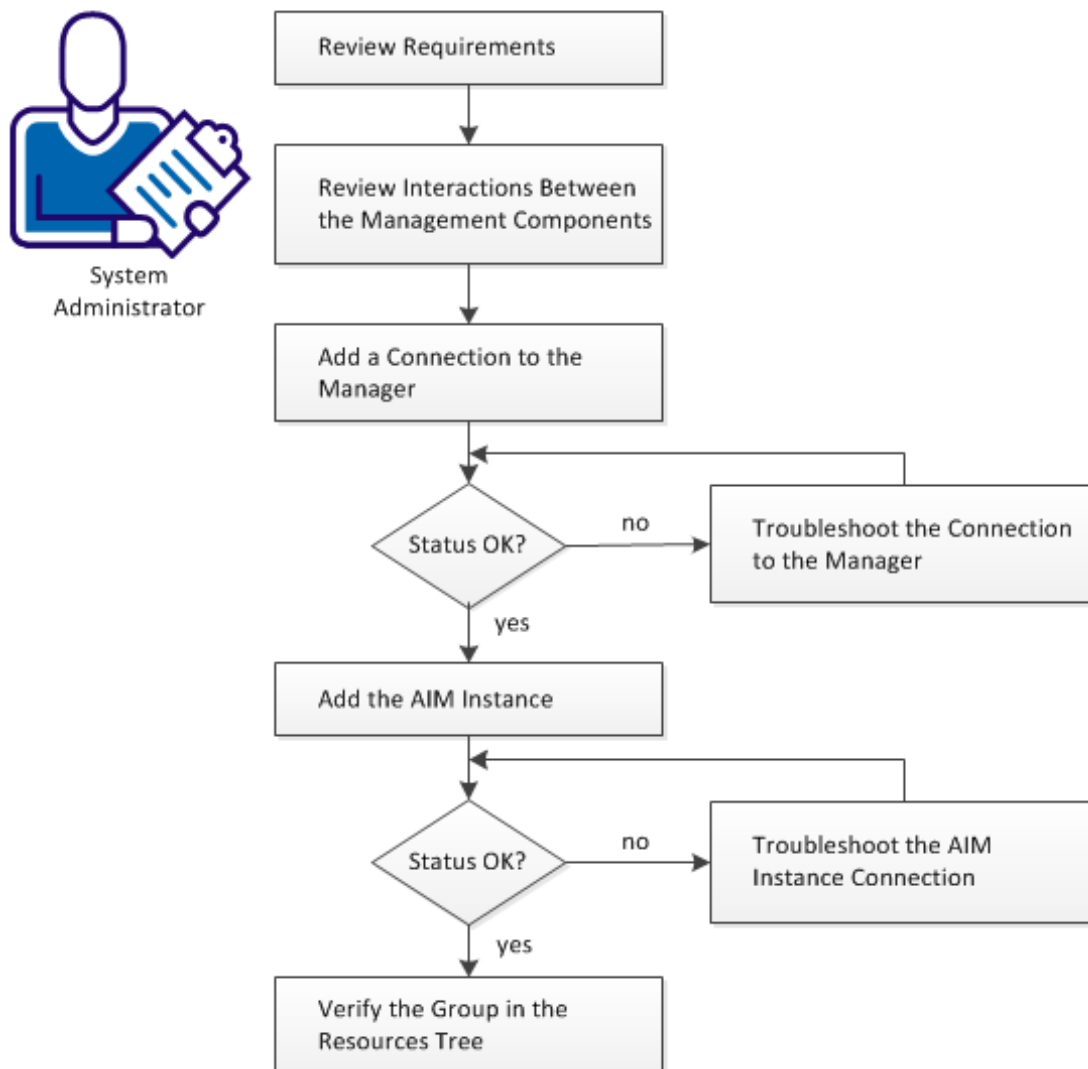 Review Requirements
Review Interactions Between
the Management Components
System
Administrator
Add a Connection to the
Manager
Status OK?
no
Troubleshoot the Connection
to the Manager
yes
Add the AIM Instance
Status OK?
no
Troubleshoot the AIM
Instance Connection
yes
Verify the Group in the
Resources Tree